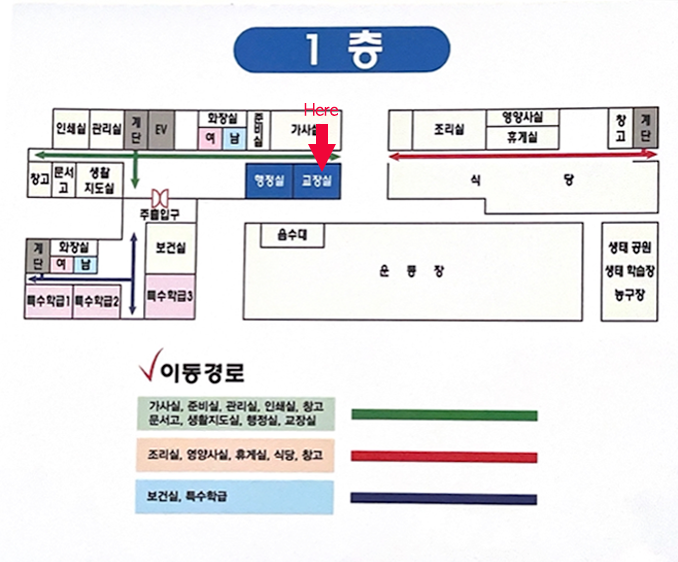 1 층
Here
인쇄실 관리실 계단 EV 화장실 여 남 준비실 가사실
조리실 영양사실 휴게실 창고 계단
창고 문서고 생활지도실 행정실 교장실
식 당
주출입구
계단 화장실 여 남 보건실
음수대
운 동 장
특수학급1 특수학급2 특수학급3
생태 공원
생태 학습장
농구장
이동경로
가사실, 준비실, 관리실, 인쇄실, 창고
문서고, 생활지도실, 행정실, 교장실
조리실, 영양사실, 휴게실, 식당, 창고
보건실, 특수학급